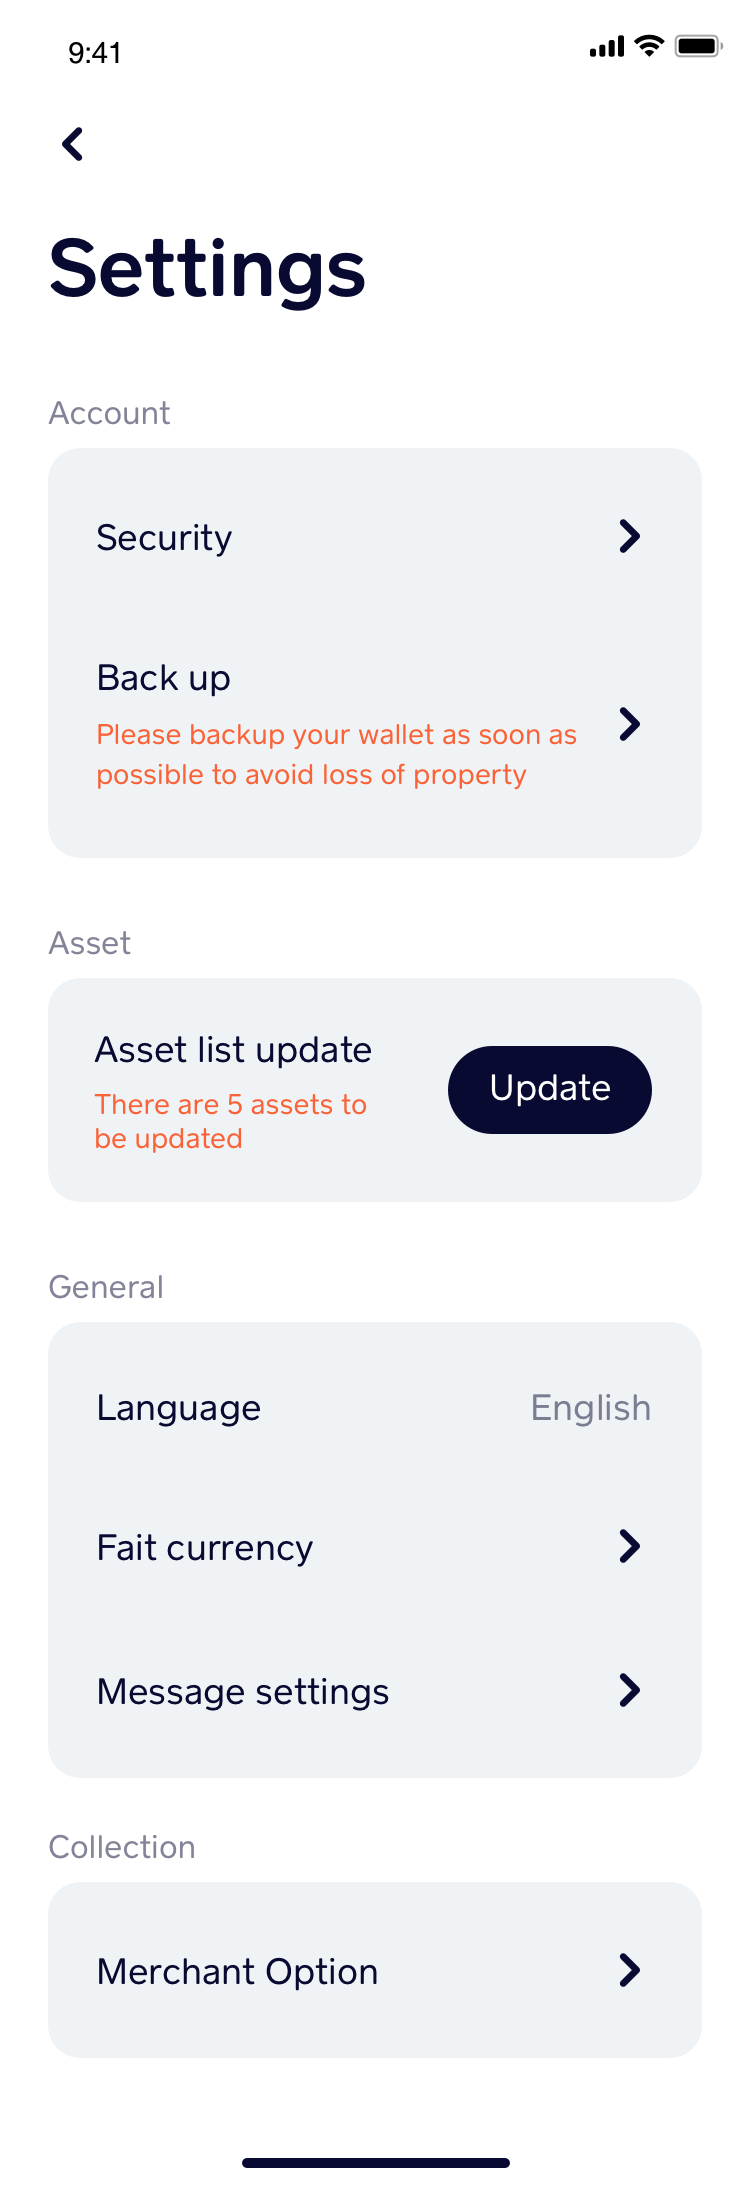 9:41
Settings
Account
Security
Back up
Please backup your wallet as soon as
possible to avoid loss of property
Asset
Asset list update
There are 5 assets to
be updated
Update
General
Language
English
Fait currency
Message settings
Collection
Merchant Option